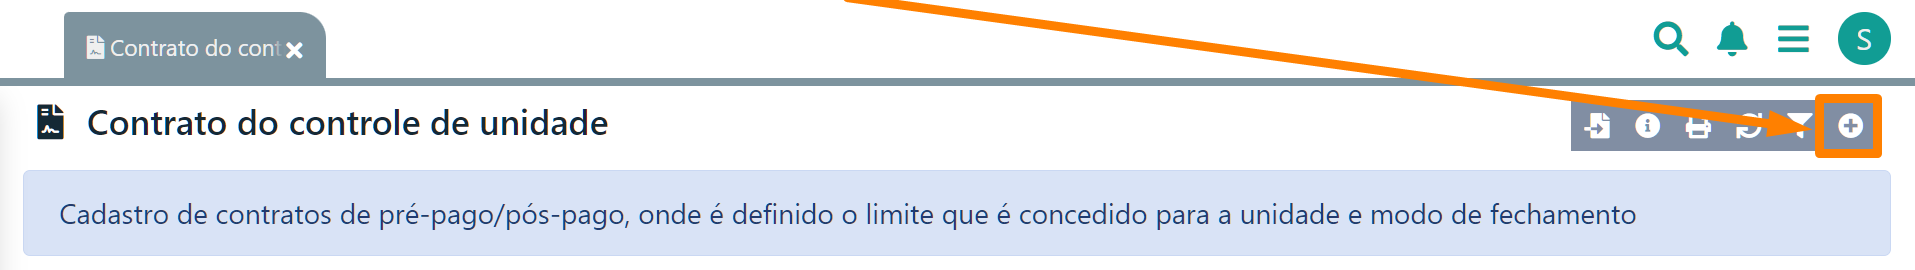 Contrato do cont
S
Contrato do controle de unidade
Cadastro de contratos de pré-pago/pós-pago, onde é definido o limite que é concedido para a unidade e modo de fechamento